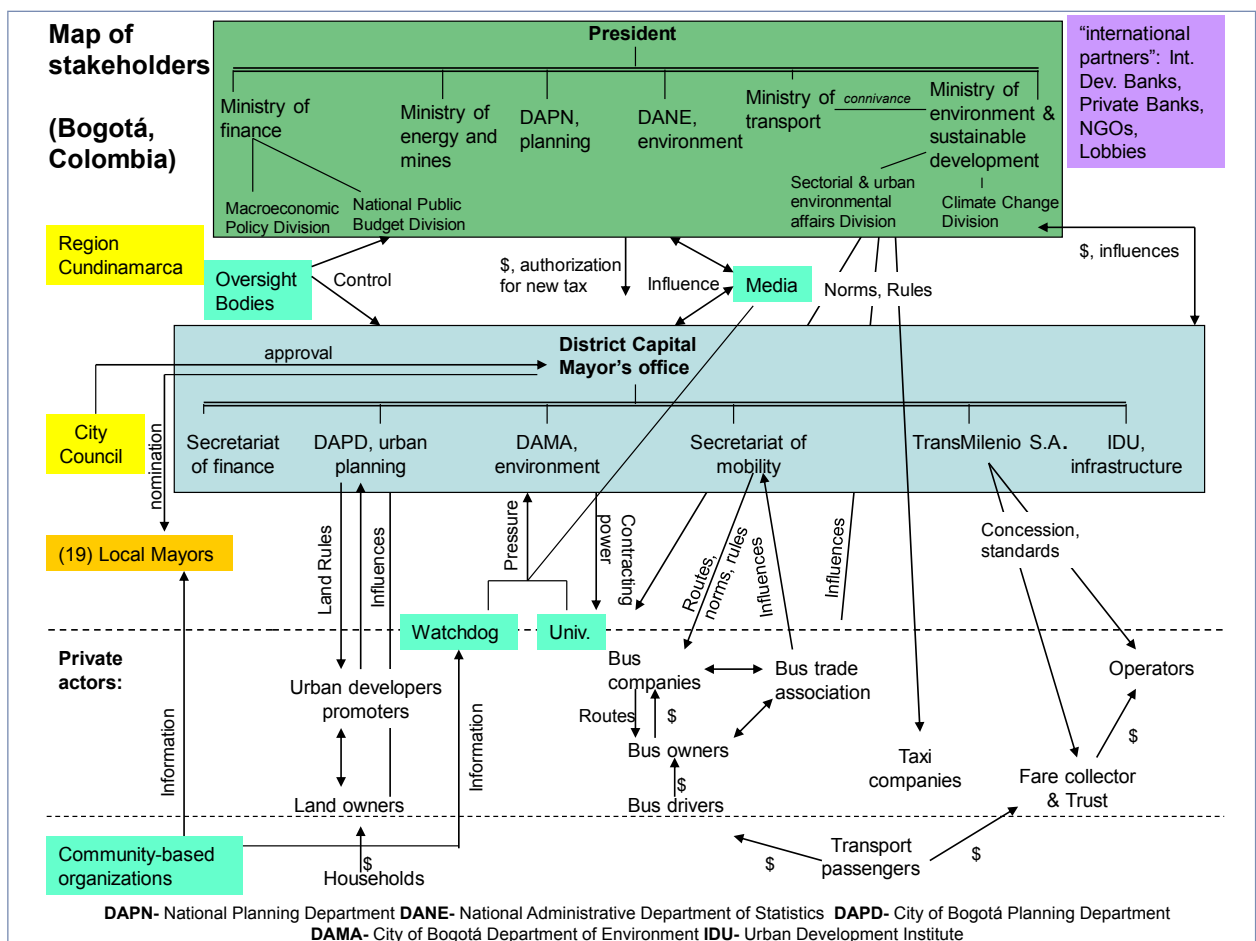 Map of
stakeholders
(Bogotá,
Colombia)
President
"international
partners": Int.
Dev. Banks,
Private Banks,
NGOs,
Lobbies
Ministry of
finance
Ministry of
energy and
mines
DAPN,
planning
DANE,
environment
Ministry of
transport
connivance
Ministry of
environment &
sustainable
development
Macroeconomic
Policy Division
National Public
Budget Division
Sectorial & urban
environmental
affairs Division
Climate Change
Division
Region
Cundinamarca
Oversight
Bodies
Control
$, authorization
for new tax
Influence
Media
Norms, Rules
$, influences
approval
District Capital
Mayor's office
City
Council
nomination
Secretariat
of finance
DAPD, urban
planning
DAMA,
environment
Secretariat of
mobility
TransMilenio S.A.
IDU,
infrastructure
(19) Local Mayors
Land Rules
Influences
Pressure
Contracting
power
Routes,
norms, rules
Influences
Influences
Concession,
standards
Watchdog
Univ.
Private
actors:
Urban developers
promoters
Bus
companies
Bus trade
association
Operators
Information
Information
Routes
$
Bus owners
$
Bus drivers
Taxi
companies
$
Fare collector
& Trust
Land owners
Community-based
organizations
$
Households
$
Transport
passengers
$
DAPN- National Planning Department DANE- National Administrative Department of Statistics DAPD- City of Bogotá Planning Department
DAMA- City of Bogotá Department of Environment IDU- Urban Development Institute